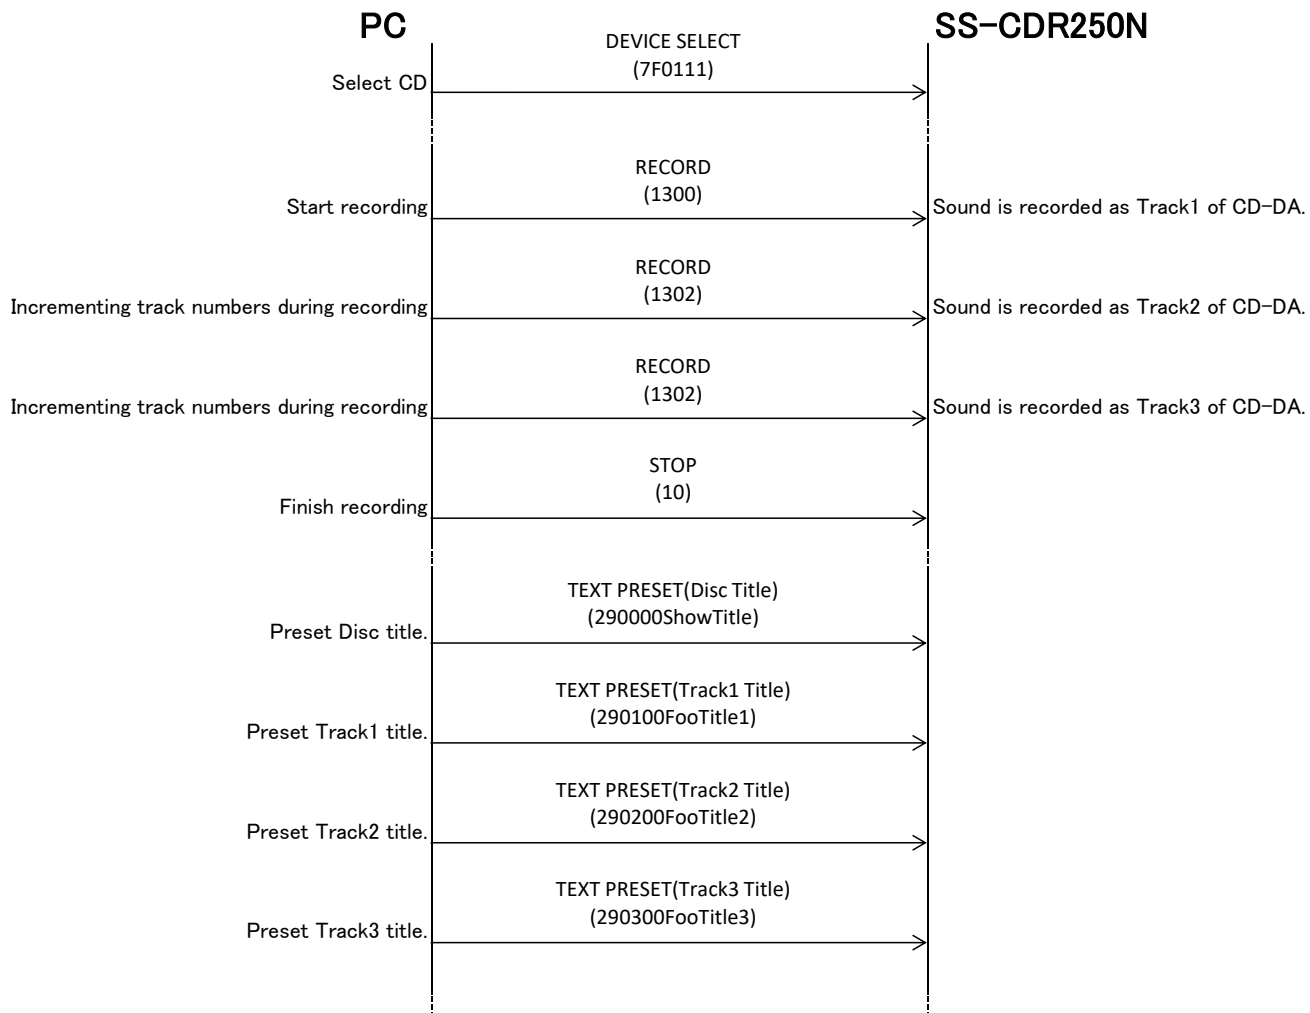 PC
SS-CDR250N
DEVICE SELECT
(7F0111)
Select CD
RECORD
(1300)
Start recording
Sound is recorded as Track1 of CD-DA.
RECORD
(1302)
Incrementing track numbers during recording
Sound is recorded as Track2 of CD-DA.
RECORD
(1302)
Incrementing track numbers during recording
Sound is recorded as Track3 of CD-DA.
STOP
(10)
Finish recording
TEXT PRESET(Disc Title)
(290000ShowTitle)
Preset Disc title.
TEXT PRESET(Track1 Title)
(290100FooTitle1)
Preset Track1 title.
TEXT PRESET(Track2 Title)
(290200FooTitle2)
Preset Track2 title.
TEXT PRESET(Track3 Title)
(290300FooTitle3)
Preset Track3 title.